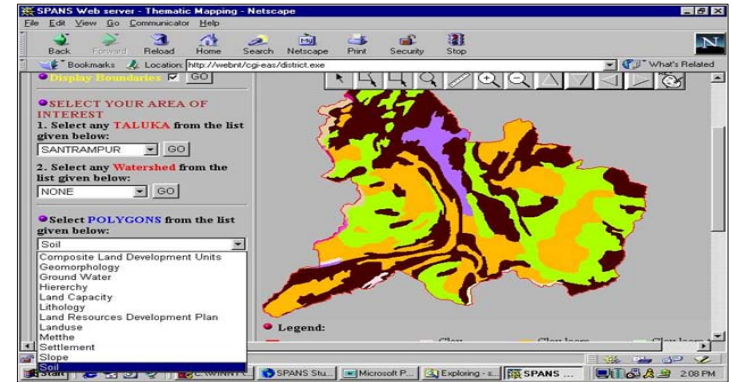 SPANS Web server - Thematic Mapping - Netscape
File Edit View Go Communicator Help
Back Forward Reload Home Search Netscape Print Security Stop
Bookmarks Location: http://webnt/cgi-eas/district.exe What's Related
Display Boundaries GO
SELECT YOUR AREA OF
INTEREST
1. Select any TALUKA from the list
given below:
SANTRAMPUR GO
2. Select any Watershed from the
list given below:
NONE GO
Select POLYGONS from the list
given below:
Soil
Composite Land Development Units
Geomorphology
Ground Water
Hiererchy
Land Capacity
Lithology
Land Resources Development Plan
Landuse
Metthe
Settlement
Slope
Soil
Legend:
Clay Clay loam
Start SPANS Stu... Microsoft P... Exploring - s... SPANS ... 2:08 PM